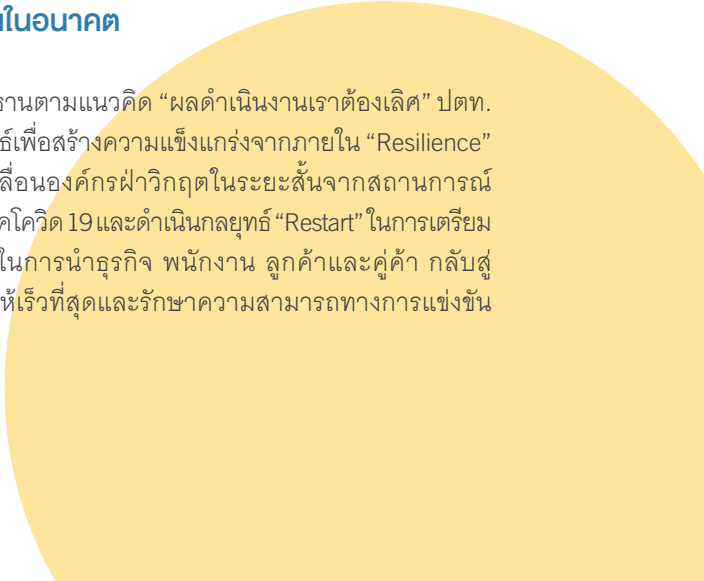 ในอนาคต
านตามแนวคิด “ผลดำเนินงานเราต้องเลิศ” ปตท.
ธ์เพื่อสร้างความแข็งแกร่งจากภายใน “Resilience”
ลื่อนองค์กรฝ่าวิกฤตในระยะสั้นจากสถานการณ์
คโควิด 19 และดำเนินกลยุทธ์ “Restart” ในการเตรียม
ในการนำธุรกิจ พนักงาน ลูกค้าและคู่ค้า กลับสู่
ห้เร็วที่สุดและรักษาความสามารถทางการแข่งขัน